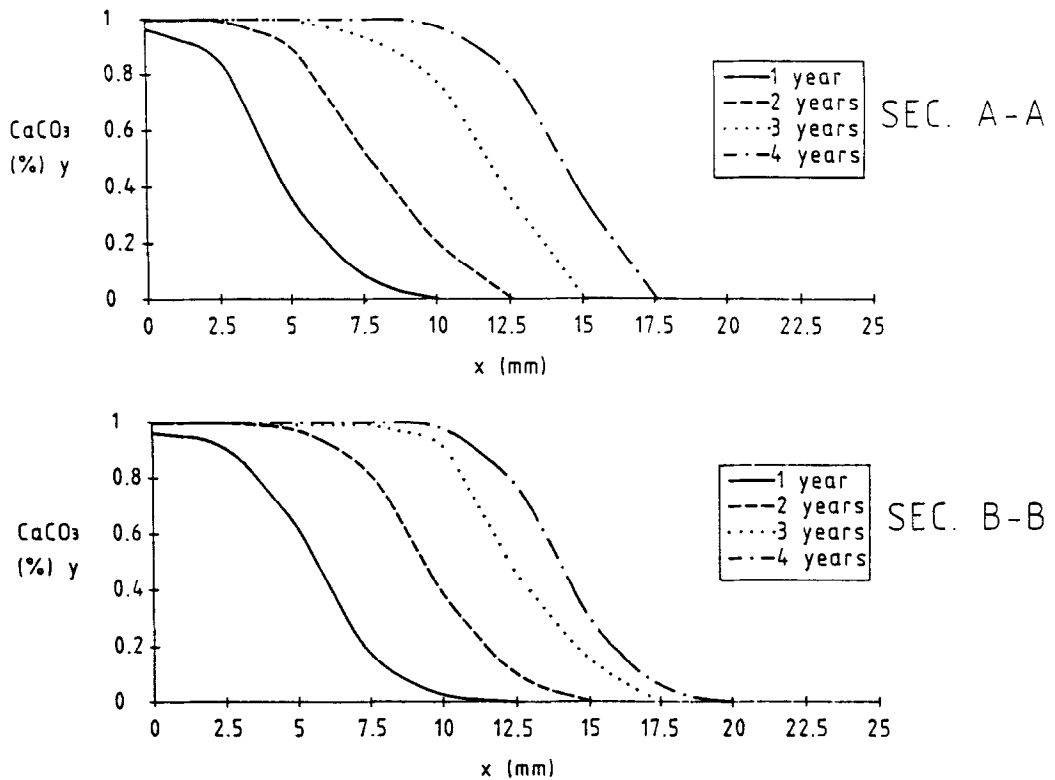 1
0.8
0.6
0.4
0.2
0
CaCO₃
(%) y
0 2.5 5 7.5 10 12.5 15 17.5 20 22.5 25
x (mm)
1 year
2 years
3 years
4 years
SEC. A-A
1
0.8
0.6
0.4
0.2
0
CaCO₃
(%) y
0 2.5 5 7.5 10 12.5 15 17.5 20 22.5 25
x (mm)
1 year
2 years
3 years
4 years
SEC. B-B